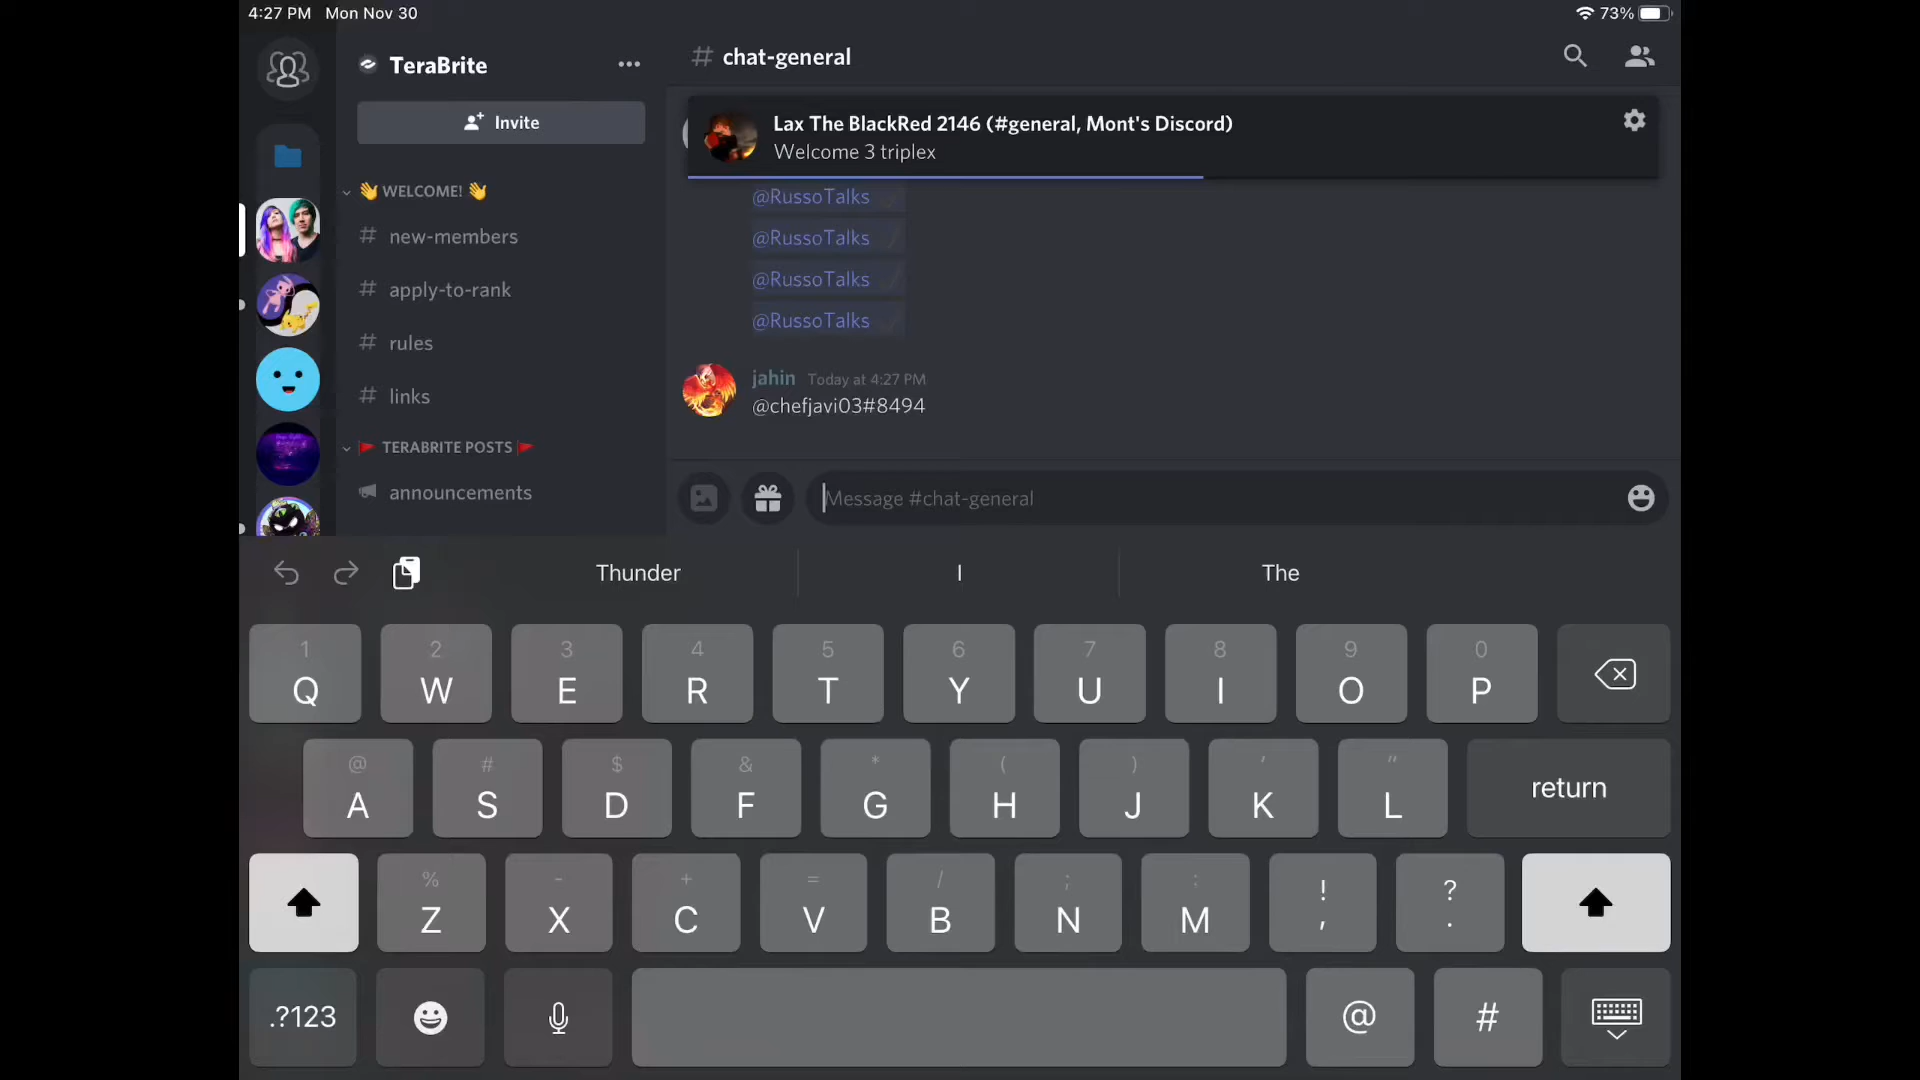 4:27 PM Mon Nov 30
73%
TeraBrite
Invite
WELCOME!
# new-members
# apply-to-rank
# rules
# links
TERABRITE POSTS
announcements
# chat-general
Lax The BlackRed 2146 (#general, Mont's Discord)
Welcome 3 triplex
@RussoTalks
@RussoTalks
@RussoTalks
@RussoTalks
jahin Today at 4:27 PM
@chefjavi03#8494
Message #chat-general
Thunder I The
1 2 3 4 5 6 7 8 9 0
Q W E R T Y U I O P
@ # $ & * ( ) ' "
A S D F G H J K L return
% - + = / ; : ! ?
Z X C V B N M , .
.?123 @ #